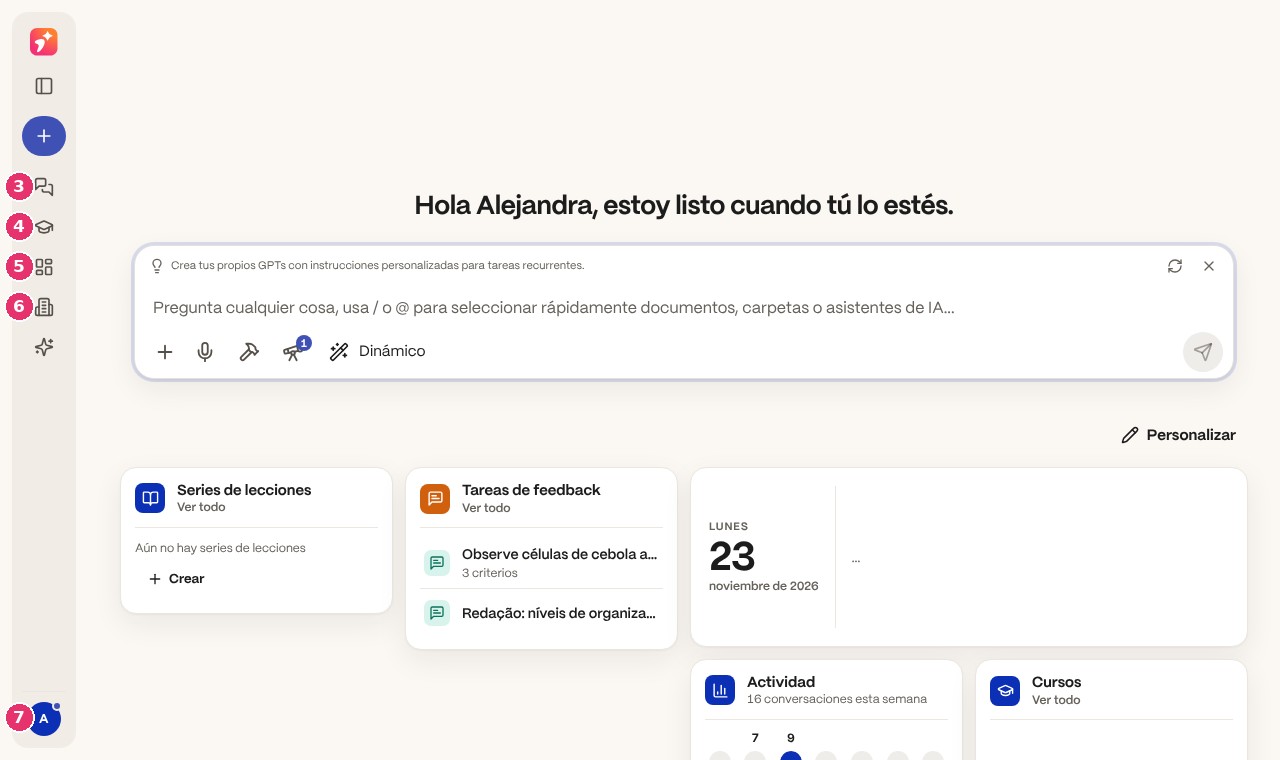 3
4
5
6
7
A
Hola Alejandra, estoy listo cuando tú lo estés.
Crea tus propios GPTs con instrucciones personalizadas para tareas recurrentes.
Pregunta cualquier cosa, usa / o @ para seleccionar rápidamente documentos, carpetas o asistentes de IA...
1
Dinámico
Personalizar
Series de lecciones
Ver todo
Aún no hay series de lecciones
Crear
Tareas de feedback
Ver todo
Observe células de cebola a...
3 criterios
Redação: níveis de organiza...
LUNES
23
noviembre de 2026
...
Actividad
16 conversaciones esta semana
7 9
Cursos
Ver todo